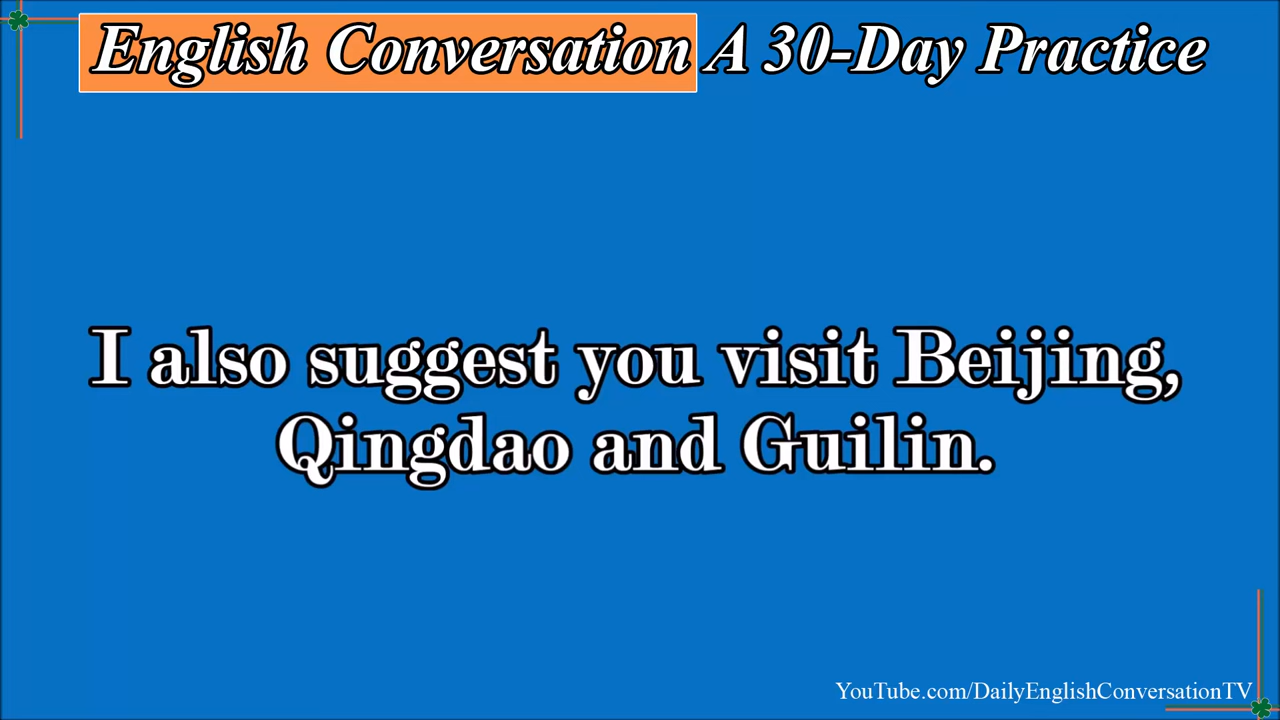 English Conversation A 30-Day Practice
I also suggest you visit Beijing,
Qingdao and Guilin.
YouTube.com/DailyEnglishConversationTV